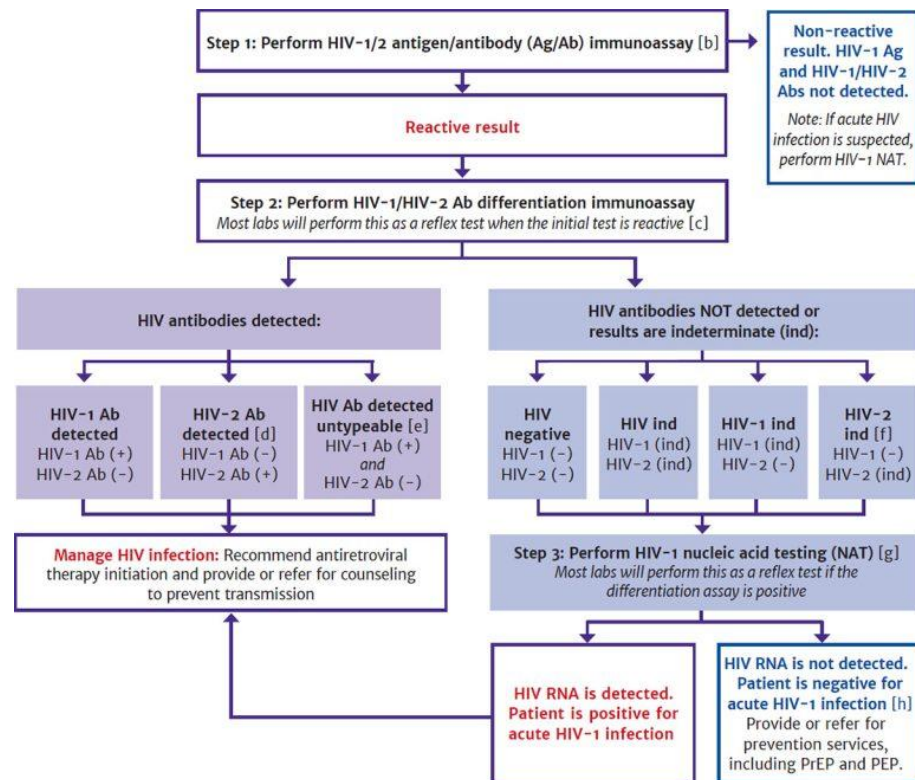 Step 1: Perform HIV-1/2 antigen/antibody (Ag/Ab) immunoassay [b]
Non-reactive
result. HIV-1 Ag
and HIV-1/HIV-2
Abs not detected.
Note: If acute HIV
infection is suspected,
perform HIV-1 NAT.
Reactive result
Step 2: Perform HIV-1/HIV-2 Ab differentiation immunoassay
Most labs will perform this as a reflex test when the initial test is reactive [c]
HIV antibodies detected:
HIV antibodies NOT detected or
results are indeterminate (ind):
HIV-1 Ab
detected
HIV-1 Ab (+)
HIV-2 Ab (-)
HIV-2 Ab
detected [d]
HIV-1 Ab (-)
HIV-2 Ab (+)
HIV Ab detected
untypeable [e]
HIV-1 Ab (+)
and
HIV-2 Ab (-)
HIV
negative
HIV-1 (-)
HIV-2 (-)
HIV ind
HIV-1 (ind)
HIV-2 (ind)
HIV-1 ind
HIV-1 (ind)
HIV-2 (-)
HIV-2
ind [f]
HIV-1 (-)
HIV-2 (ind)
Manage HIV infection: Recommend antiretroviral
therapy initiation and provide or refer for counseling
to prevent transmission
Step 3: Perform HIV-1 nucleic acid testing (NAT) [g]
Most labs will perform this as a reflex test if the
differentiation assay is positive
HIV RNA is detected.
Patient is positive for
acute HIV-1 infection
HIV RNA is not detected.
Patient is negative for
acute HIV-1 infection [h]
Provide or refer for
prevention services,
including PrEP and PEP.